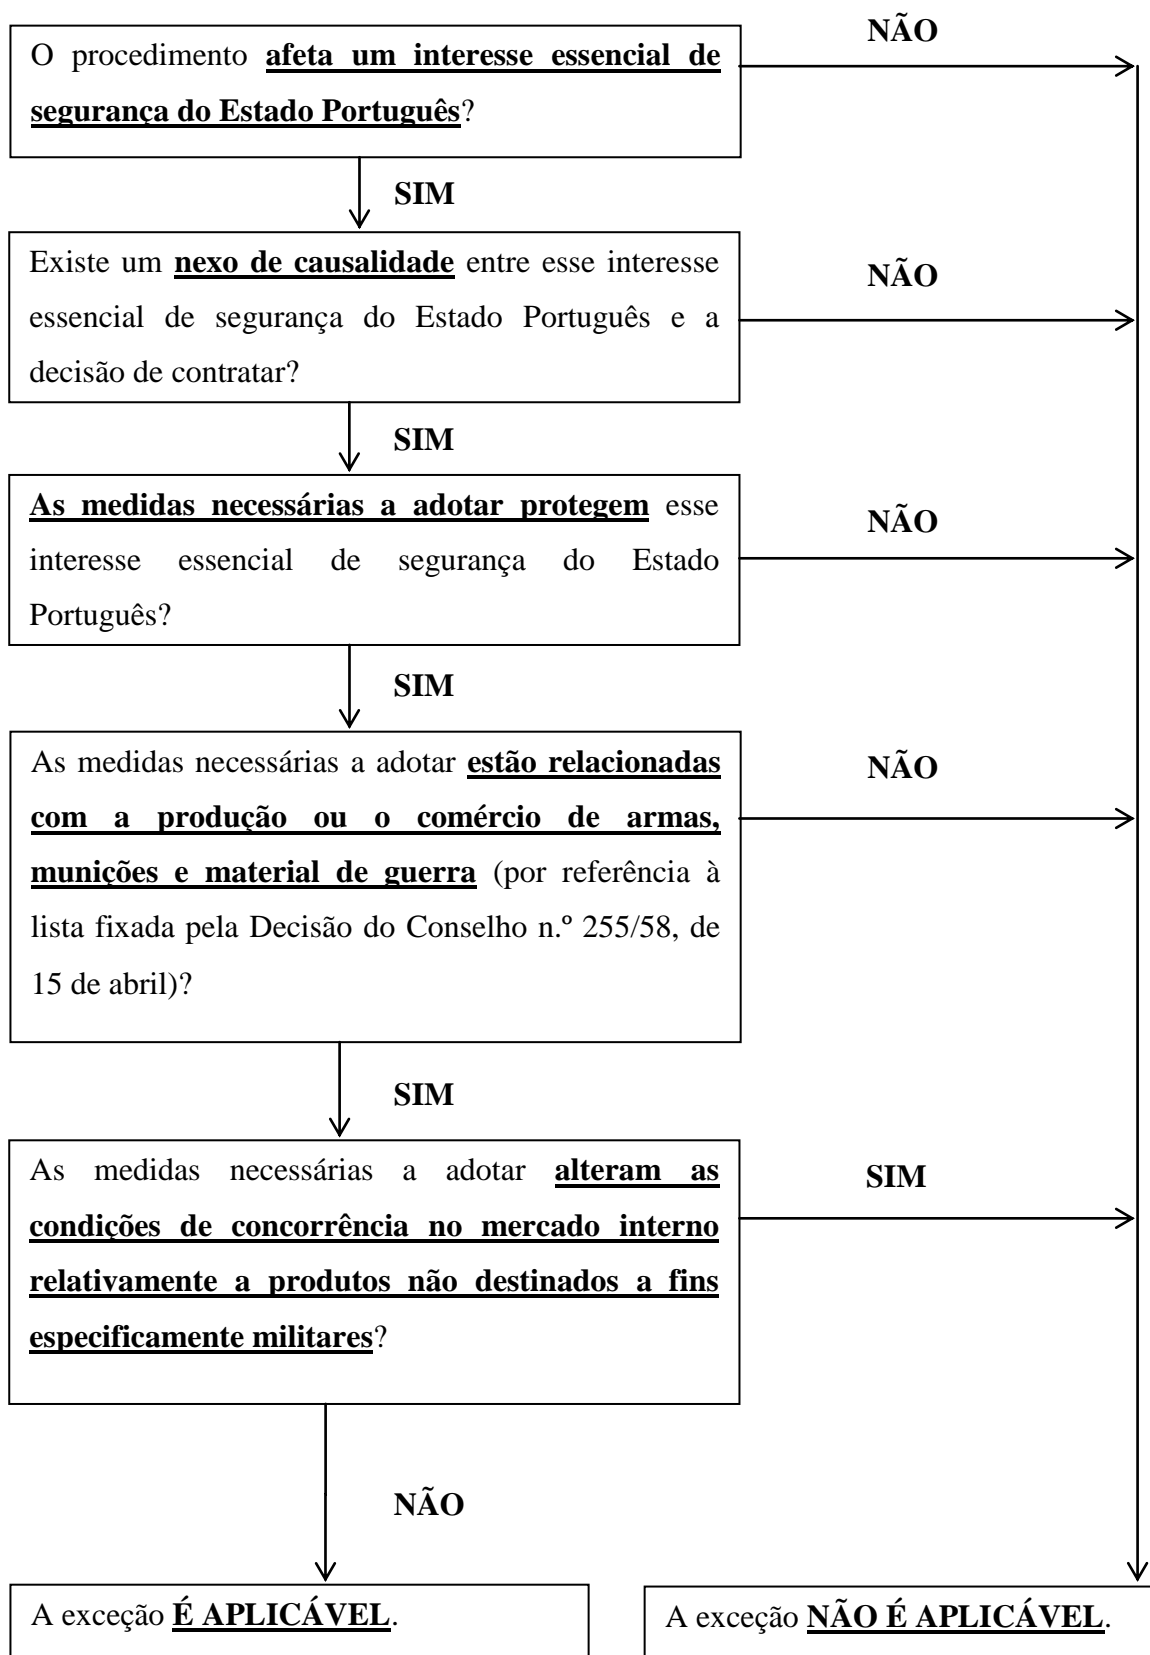 NÃO
O procedimento afeta um interesse essencial de
segurança do Estado Português?
SIM
Existe um nexo de causalidade entre esse interesse
essencial de segurança do Estado Português e a
decisão de contratar?
NÃO
SIM
As medidas necessárias a adotar protegem esse
interesse essencial de segurança do Estado
Português?
NÃO
SIM
As medidas necessárias a adotar estão relacionadas
com a produção ou o comércio de armas,
munições e material de guerra (por referência à
lista fixada pela Decisão do Conselho n.º 255/58, de
15 de abril)?
NÃO
SIM
As medidas necessárias a adotar alteram as
condições de concorrência no mercado interno
relativamente a produtos não destinados a fins
especificamente militares?
SIM
NÃO
A exceção É APLICÁVEL.
A exceção NÃO É APLICÁVEL.